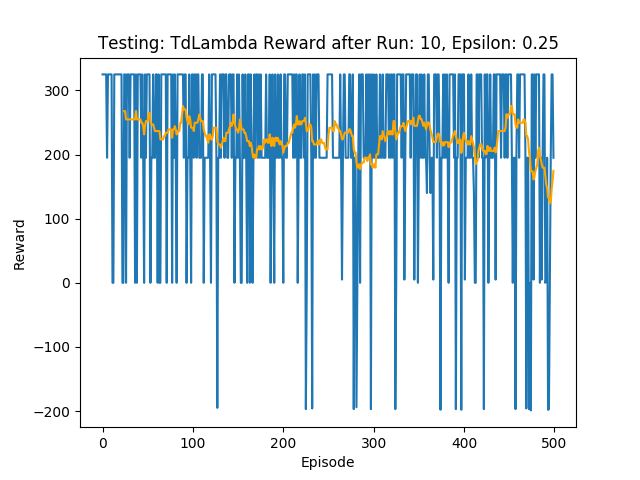 Testing: TdLambda Reward after Run: 10, Epsilon: 0.25
300
200
100
0
−100
−200
Reward
0 100 200 300 400 500
Episode